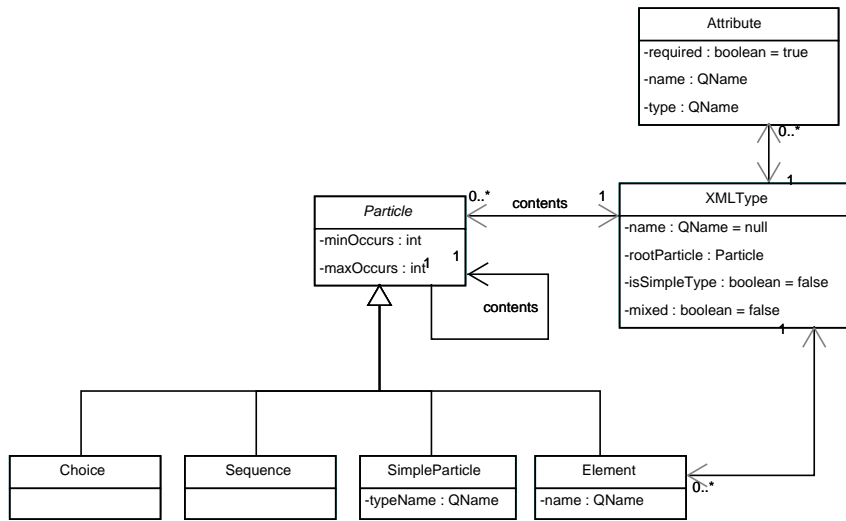 Attribute
-required : boolean = true
-name : QName
-type : QName
0..*
1
XMLType
-name : QName = null
-rootParticle : Particle
-isSimpleType : boolean = false
-mixed : boolean = false
1
0..*
contents
1
Particle
-minOccurs : int
-maxOccurs : int
1
1
contents
Choice
Sequence
SimpleParticle
-typeName : QName
Element
-name : QName
0..*